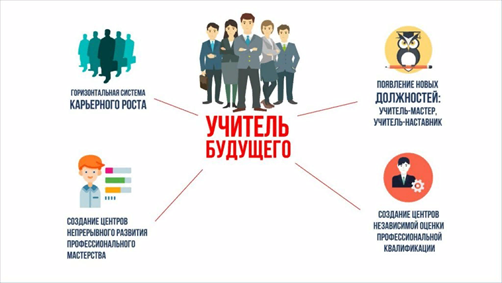 ГОРИЗОНТАЛЬНАЯ СИСТЕМА
КАРЬЕРНОГО РОСТА
УЧИТЕЛЬ
БУДУЩЕГО
ПОЯВЛЕНИЕ НОВЫХ
ДОЛЖНОСТЕЙ:
УЧИТЕЛЬ-МАСТЕР,
УЧИТЕЛЬ-НАСТАВНИК
СОЗДАНИЕ ЦЕНТРОВ
НЕПРЕРЫВНОГО РАЗВИТИЯ
ПРОФЕССИОНАЛЬНОГО
МАСТЕРСТВА
СОЗДАНИЕ ЦЕНТРОВ
НЕЗАВИСИМОЙ ОЦЕНКИ
ПРОФЕССИОНАЛЬНОЙ
КВАЛИФИКАЦИИ